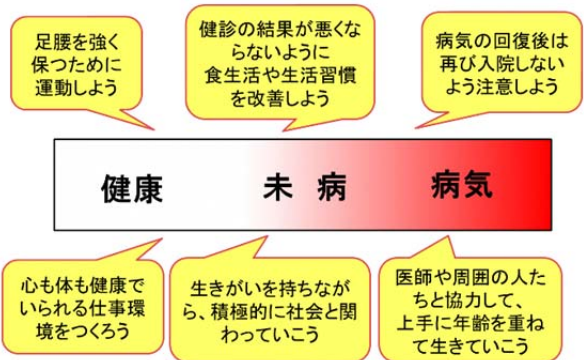 足腰を強く
保つために
運動しよう
健診の結果が悪くな
らないように
食生活や生活習慣
を改善しよう
病気の回復後は
再び入院しない
よう注意しよう
健康
未 病
病気
心も体も健康で
いられる仕事環
境をつくろう
生きがいを持ちなが
ら、積極的に社会と関
わっていこう
医師や周囲の人た
ちと協力して、
上手に年齢を重ね
て生きていこう